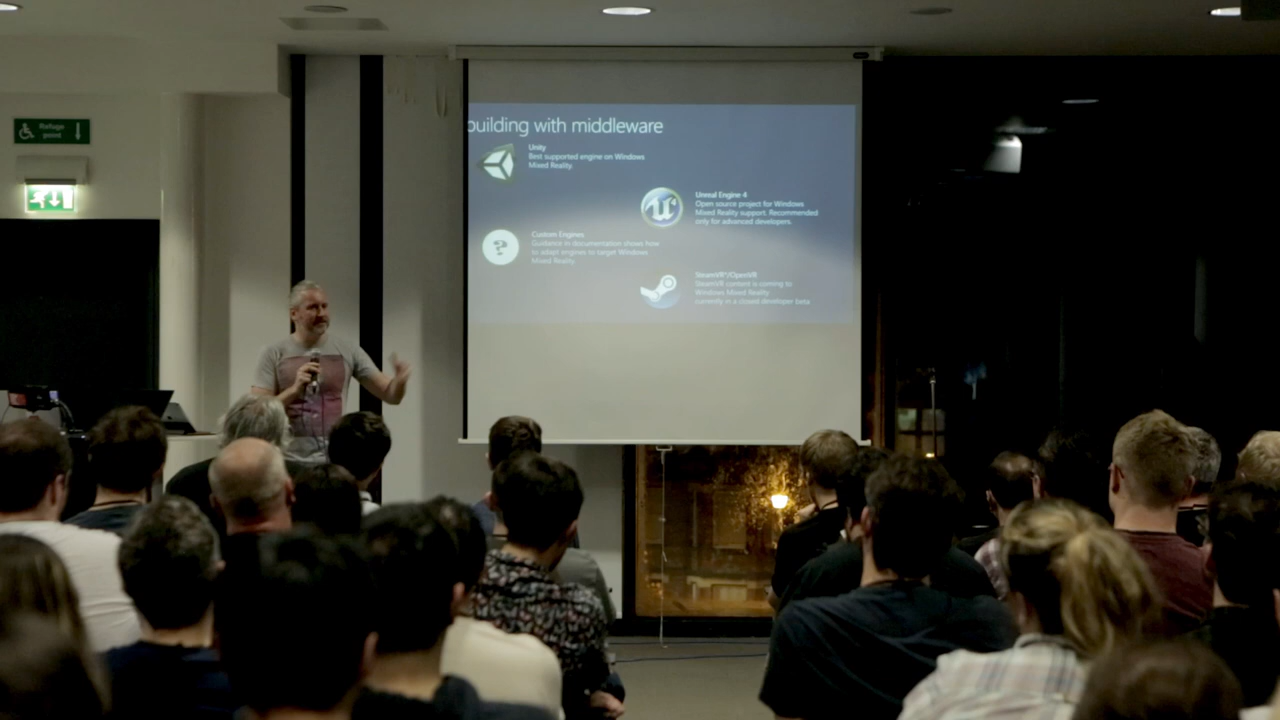 Refuge
point
building with middleware
Unity
Best supported engine on Windows
Mixed Reality.
Unreal Engine 4
Open source project for Windows
Mixed Reality support. Recommended
only for advanced developers.
Custom Engines
Guidance in documentation shows how
to adapt engines to target Windows
Mixed Reality.
SteamVR*/OpenVR
SteamVR content is coming to
Windows Mixed Reality
currently in a closed developer beta